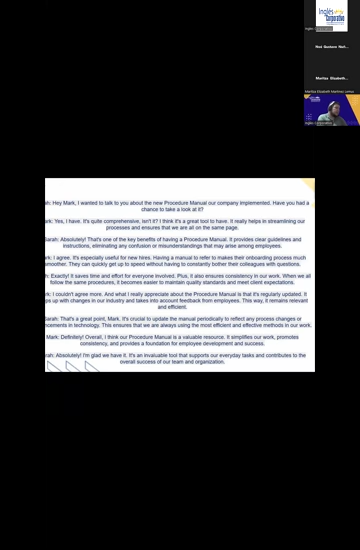 Inglés
Corporativo
Noé Gustavo Nat...
Maritza Elizabeth...
Maritza Elizabeth Martínez Lemus
Inglés Corporativo
ah: Hey Mark, I wanted to talk to you about the new Procedure Manual our company implemented. Have you had a
chance to take a look at it?
ark: Yes, I have. It's quite comprehensive, isn't it? I think it's a great tool to have. It really helps in streamlining our
processes and ensures that we are all on the same page.
Sarah: Absolutely! That's one of the key benefits of having a Procedure Manual. It provides clear guidelines and
instructions, eliminating any confusion or misunderstandings that may arise among employees.
rk: I agree. It's especially useful for new hires. Having a manual to refer to makes their onboarding process much
smoother. They can quickly get up to speed without having to constantly bother their colleagues with questions.
h: Exactly! It saves time and effort for everyone involved. Plus, it also ensures consistency in our work. When we all
follow the same procedures, it becomes easier to maintain quality standards and meet client expectations.
rk: I couldn't agree more. And what I really appreciate about the Procedure Manual is that it's regularly updated. It
ps up with changes in our industry and takes into account feedback from employees. This way, it remains relevant
and efficient.
Sarah: That's a great point, Mark, it's crucial to update the manual periodically to reflect any process changes or
ncements in technology. This ensures that we are always using the most efficient and effective methods in our work.
Mark: Definitely! Overall, I think our Procedure Manual is a valuable resource. It simplifies our work, promotes
consistency, and provides a foundation for employee development and success.
rah: Absolutely! I'm glad we have it. It's an invaluable tool that supports our everyday tasks and contributes to the
overall success of our team and organization.